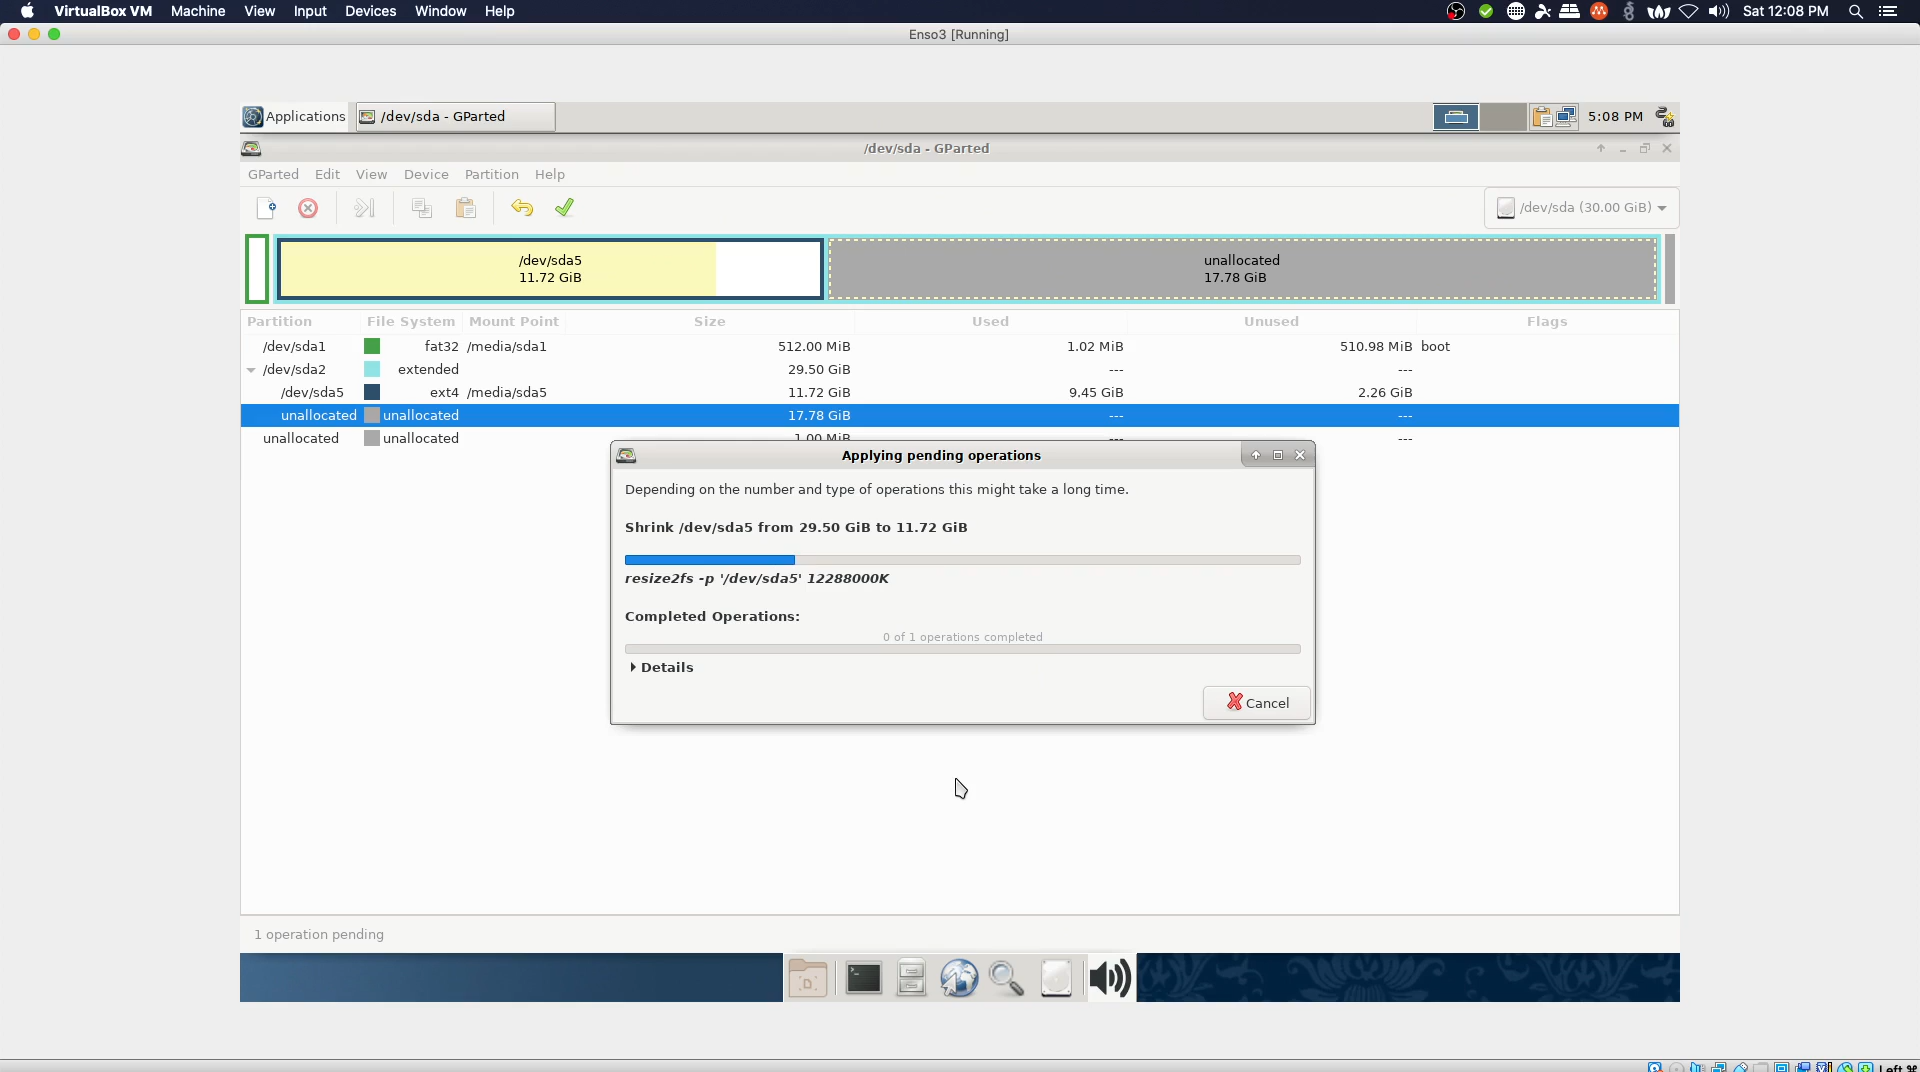 VirtualBox VM Machine View Input Devices Window Help Sat 12:08 PM
Enso3 [Running]
Applications /dev/sda - GParted 5:08 PM
/dev/sda - GParted
GParted Edit View Device Partition Help
/dev/sda (30.00 GiB)
/dev/sda5
11.72 GiB
unallocated
17.78 GiB
Partition File System Mount Point Size Used Unused Flags
/dev/sda1 fat32 /media/sda1 512.00 MiB 1.02 MiB 510.98 MiB boot
/dev/sda2 extended 29.50 GiB --- ---
/dev/sda5 ext4 /media/sda5 11.72 GiB 9.45 GiB 2.26 GiB
unallocated unallocated 17.78 GiB --- ---
unallocated unallocated 1.00 MiB --- ---
Applying pending operations
Depending on the number and type of operations this might take a long time.
Shrink /dev/sda5 from 29.50 GiB to 11.72 GiB
resize2fs -p '/dev/sda5' 12288000K
Completed Operations:
0 of 1 operations completed
Details
Cancel
1 operation pending
Left ⌘